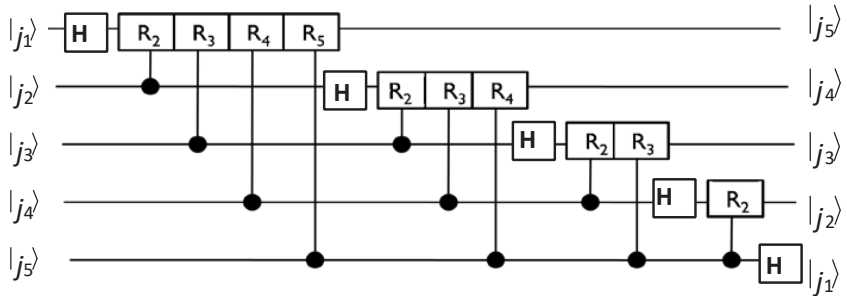 |j₁⟩ H R₂ R₃ R₄ R₅ |j₅⟩
|j₂⟩ H R₂ R₃ R₄ |j₄⟩
|j₃⟩ H R₂ R₃ |j₃⟩
|j₄⟩ H R₂ |j₂⟩
|j₅⟩ H |j₁⟩